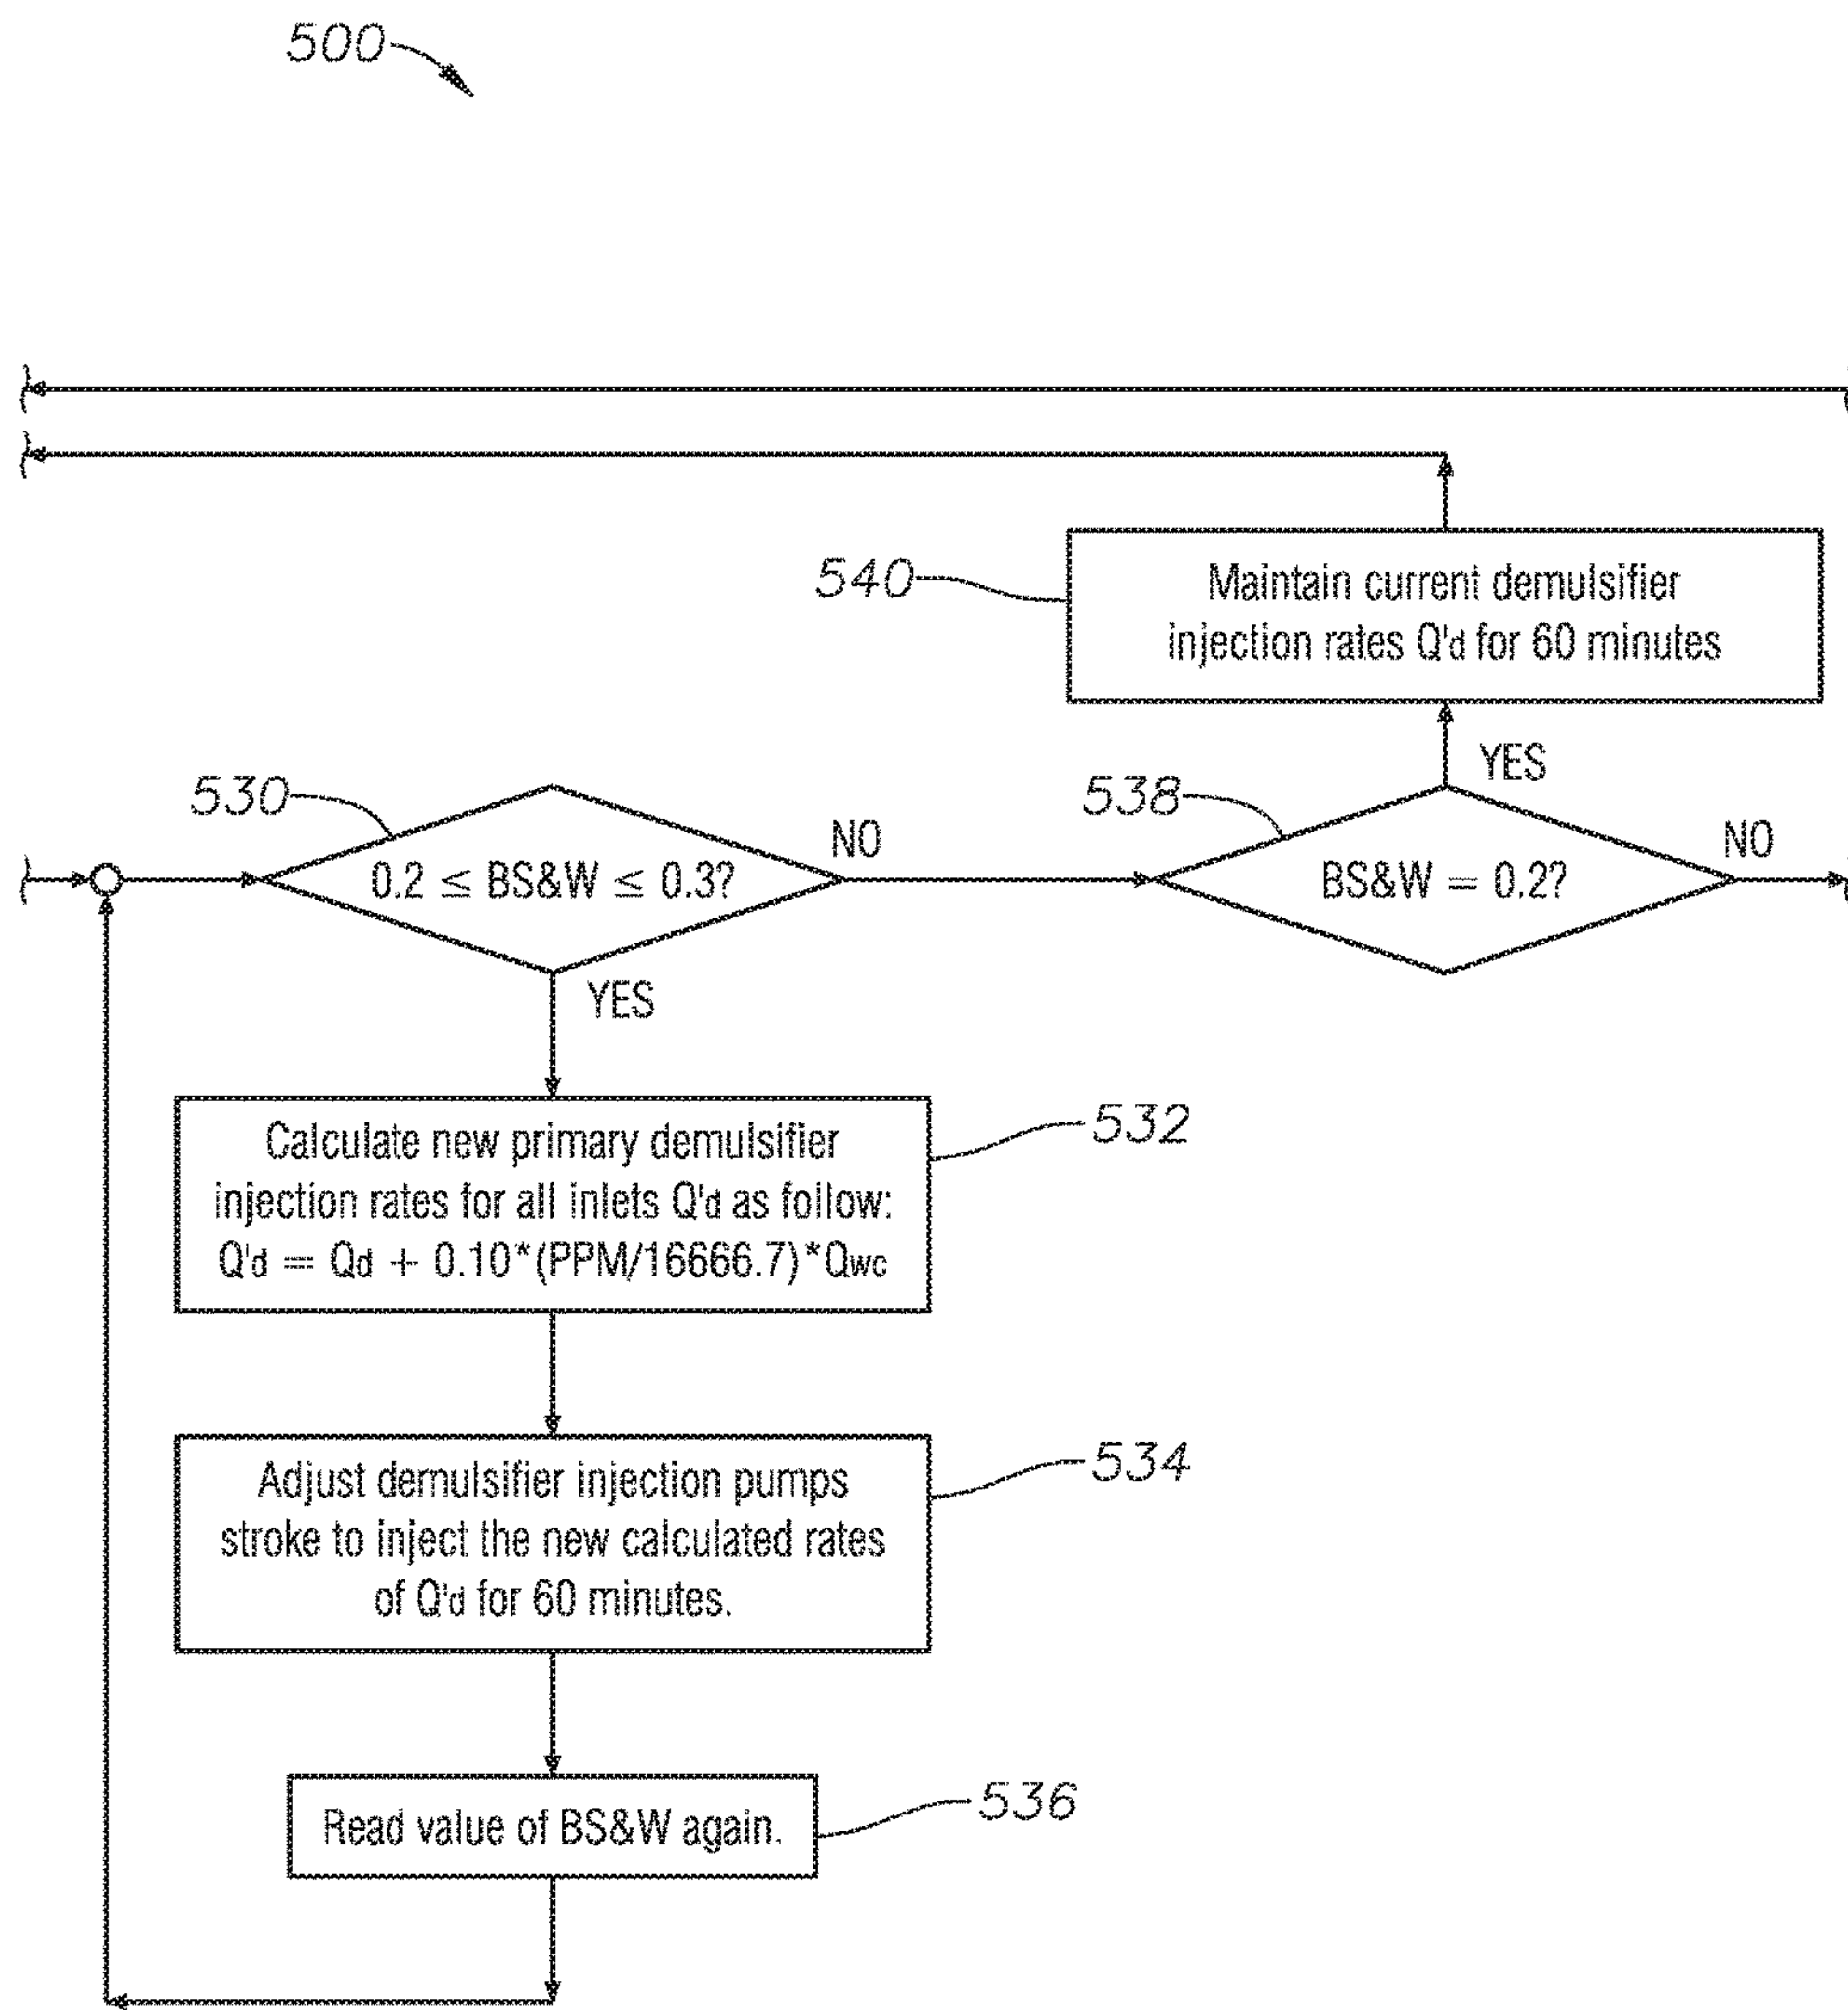 500
540
Maintain current demulsifier
injection rates Q'd for 60 minutes
YES
530
538
NO
NO
0.2 ≤ BS&W ≤ 0.3?
BS&W = 0.2?
YES
532
Calculate new primary demulsifier
injection rates for all inlets Q'd as follow:
Q'd = Qd + 0.10*(PPM/16666.7)*Qwc
534
Adjust demulsifier injection pumps
stroke to inject the new calculated rates
of Q'd for 60 minutes.
536
Read value of BS&W again.